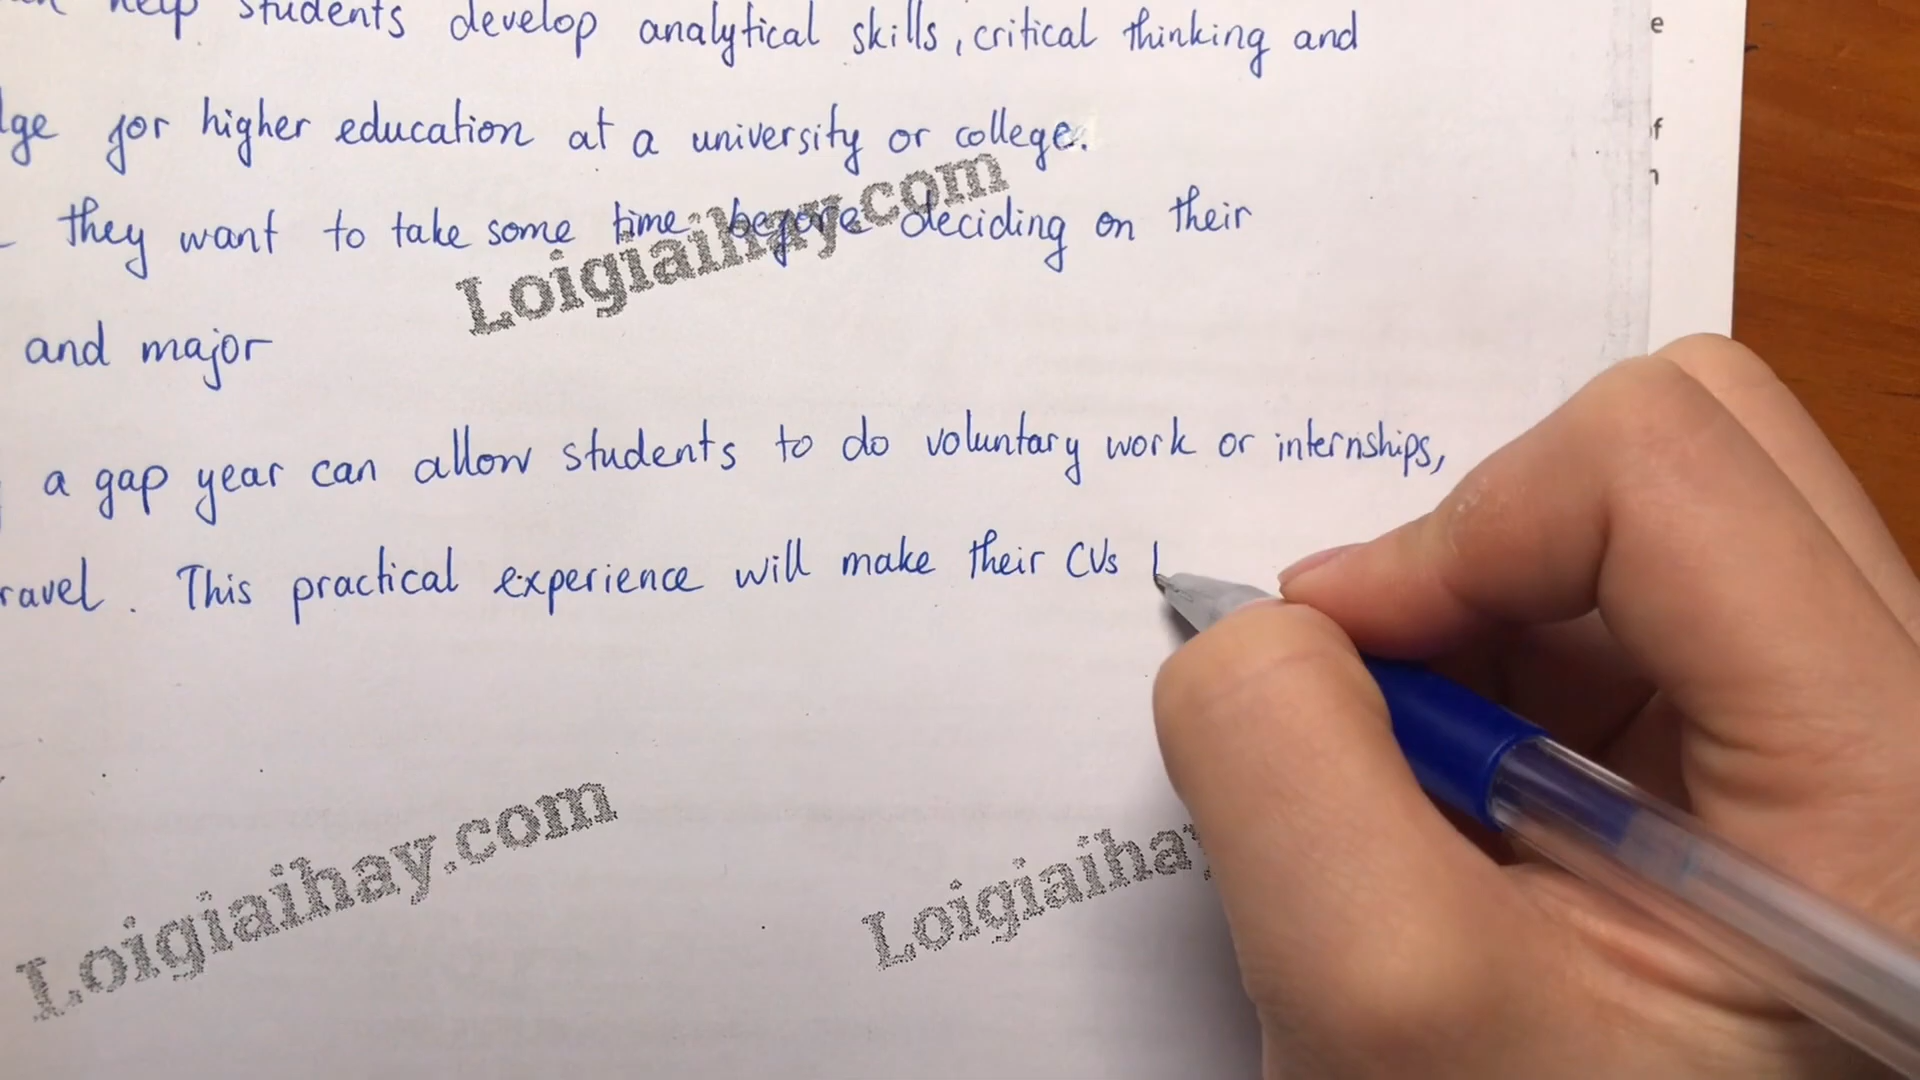 help students develop analytical skills, critical thinking and
for higher education at a university or college.
they want to take some time before deciding on their
and major
a gap year can allow students to do voluntary work or internships,
This practical experience will make their CVs
Loigiaihay.com
Loigiaihay.com